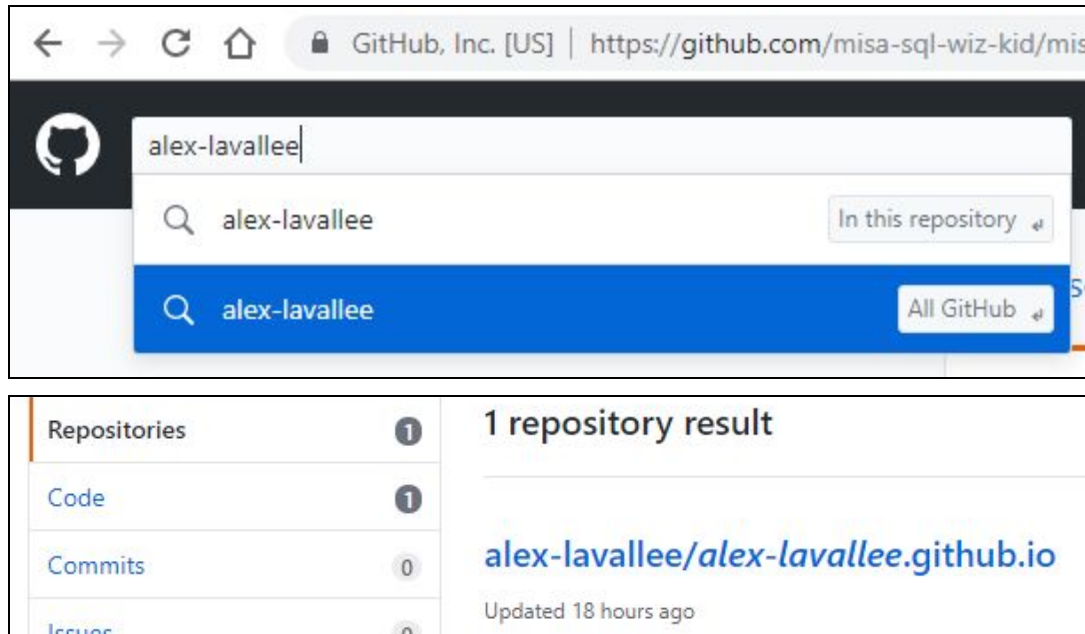 GitHub, Inc. [US] | https://github.com/misa-sql-wiz-kid/mis
alex-lavallee
alex-lavallee In this repository
alex-lavallee All GitHub
Repositories 1
1 repository result
Code 1
alex-lavallee/alex-lavallee.github.io
Commits 0
Updated 18 hours ago
Issues 0